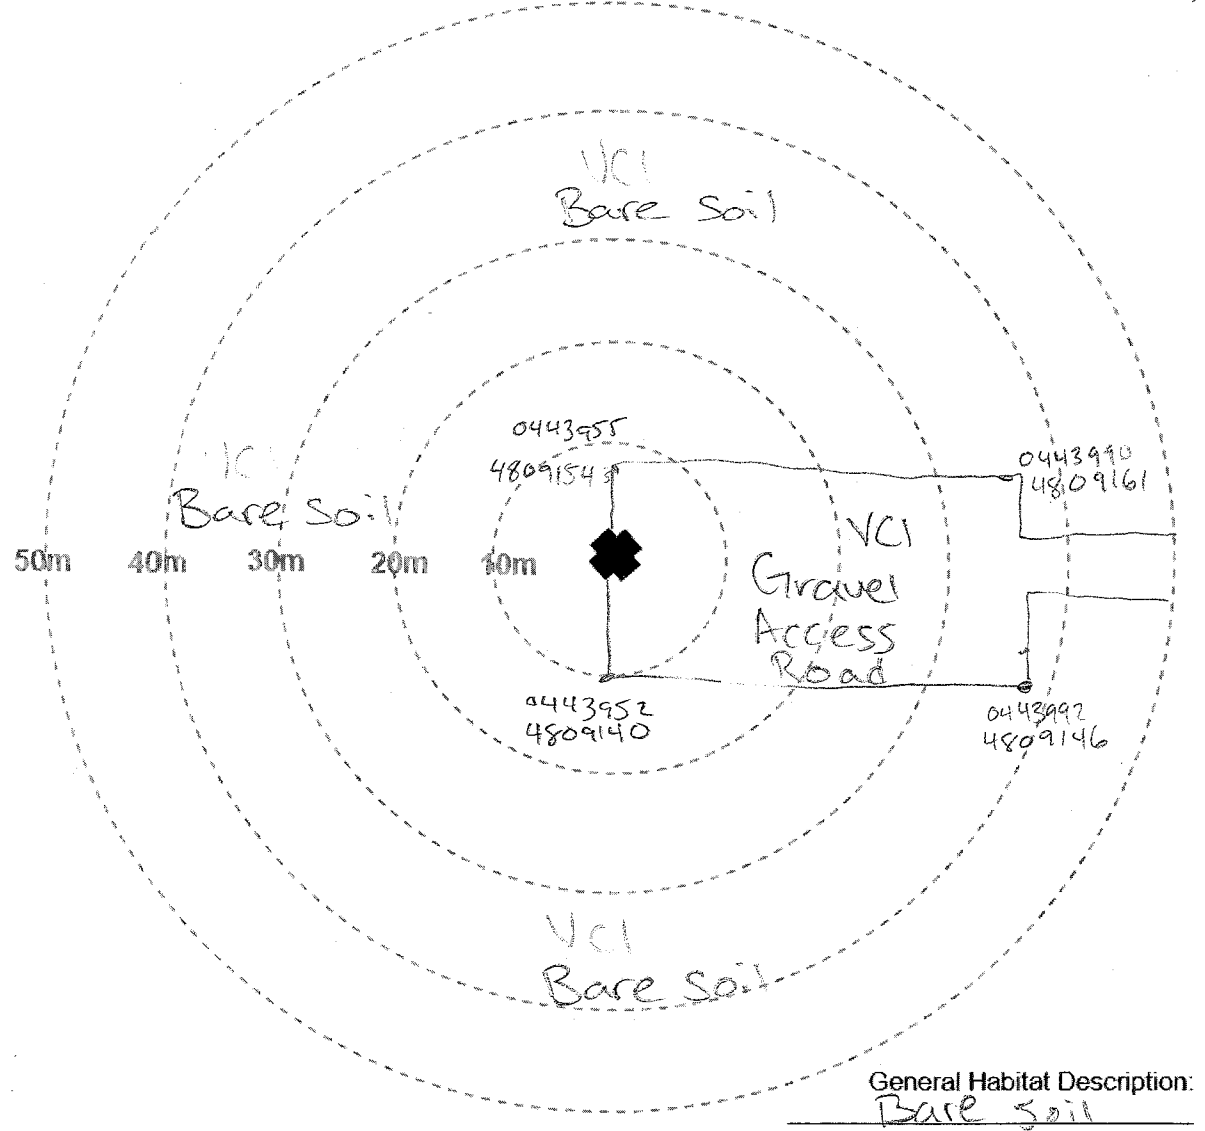 VCI
Bare Soil
0443955
48091543
0443990
4809161
VCI
Bare Soil
VCI
50m 40m 30m 20m 10m
Gravel
Access
Road
0443952
4809140
0443992
4809146
VCI
Bare Soil
General Habitat Description:
Bare Soil